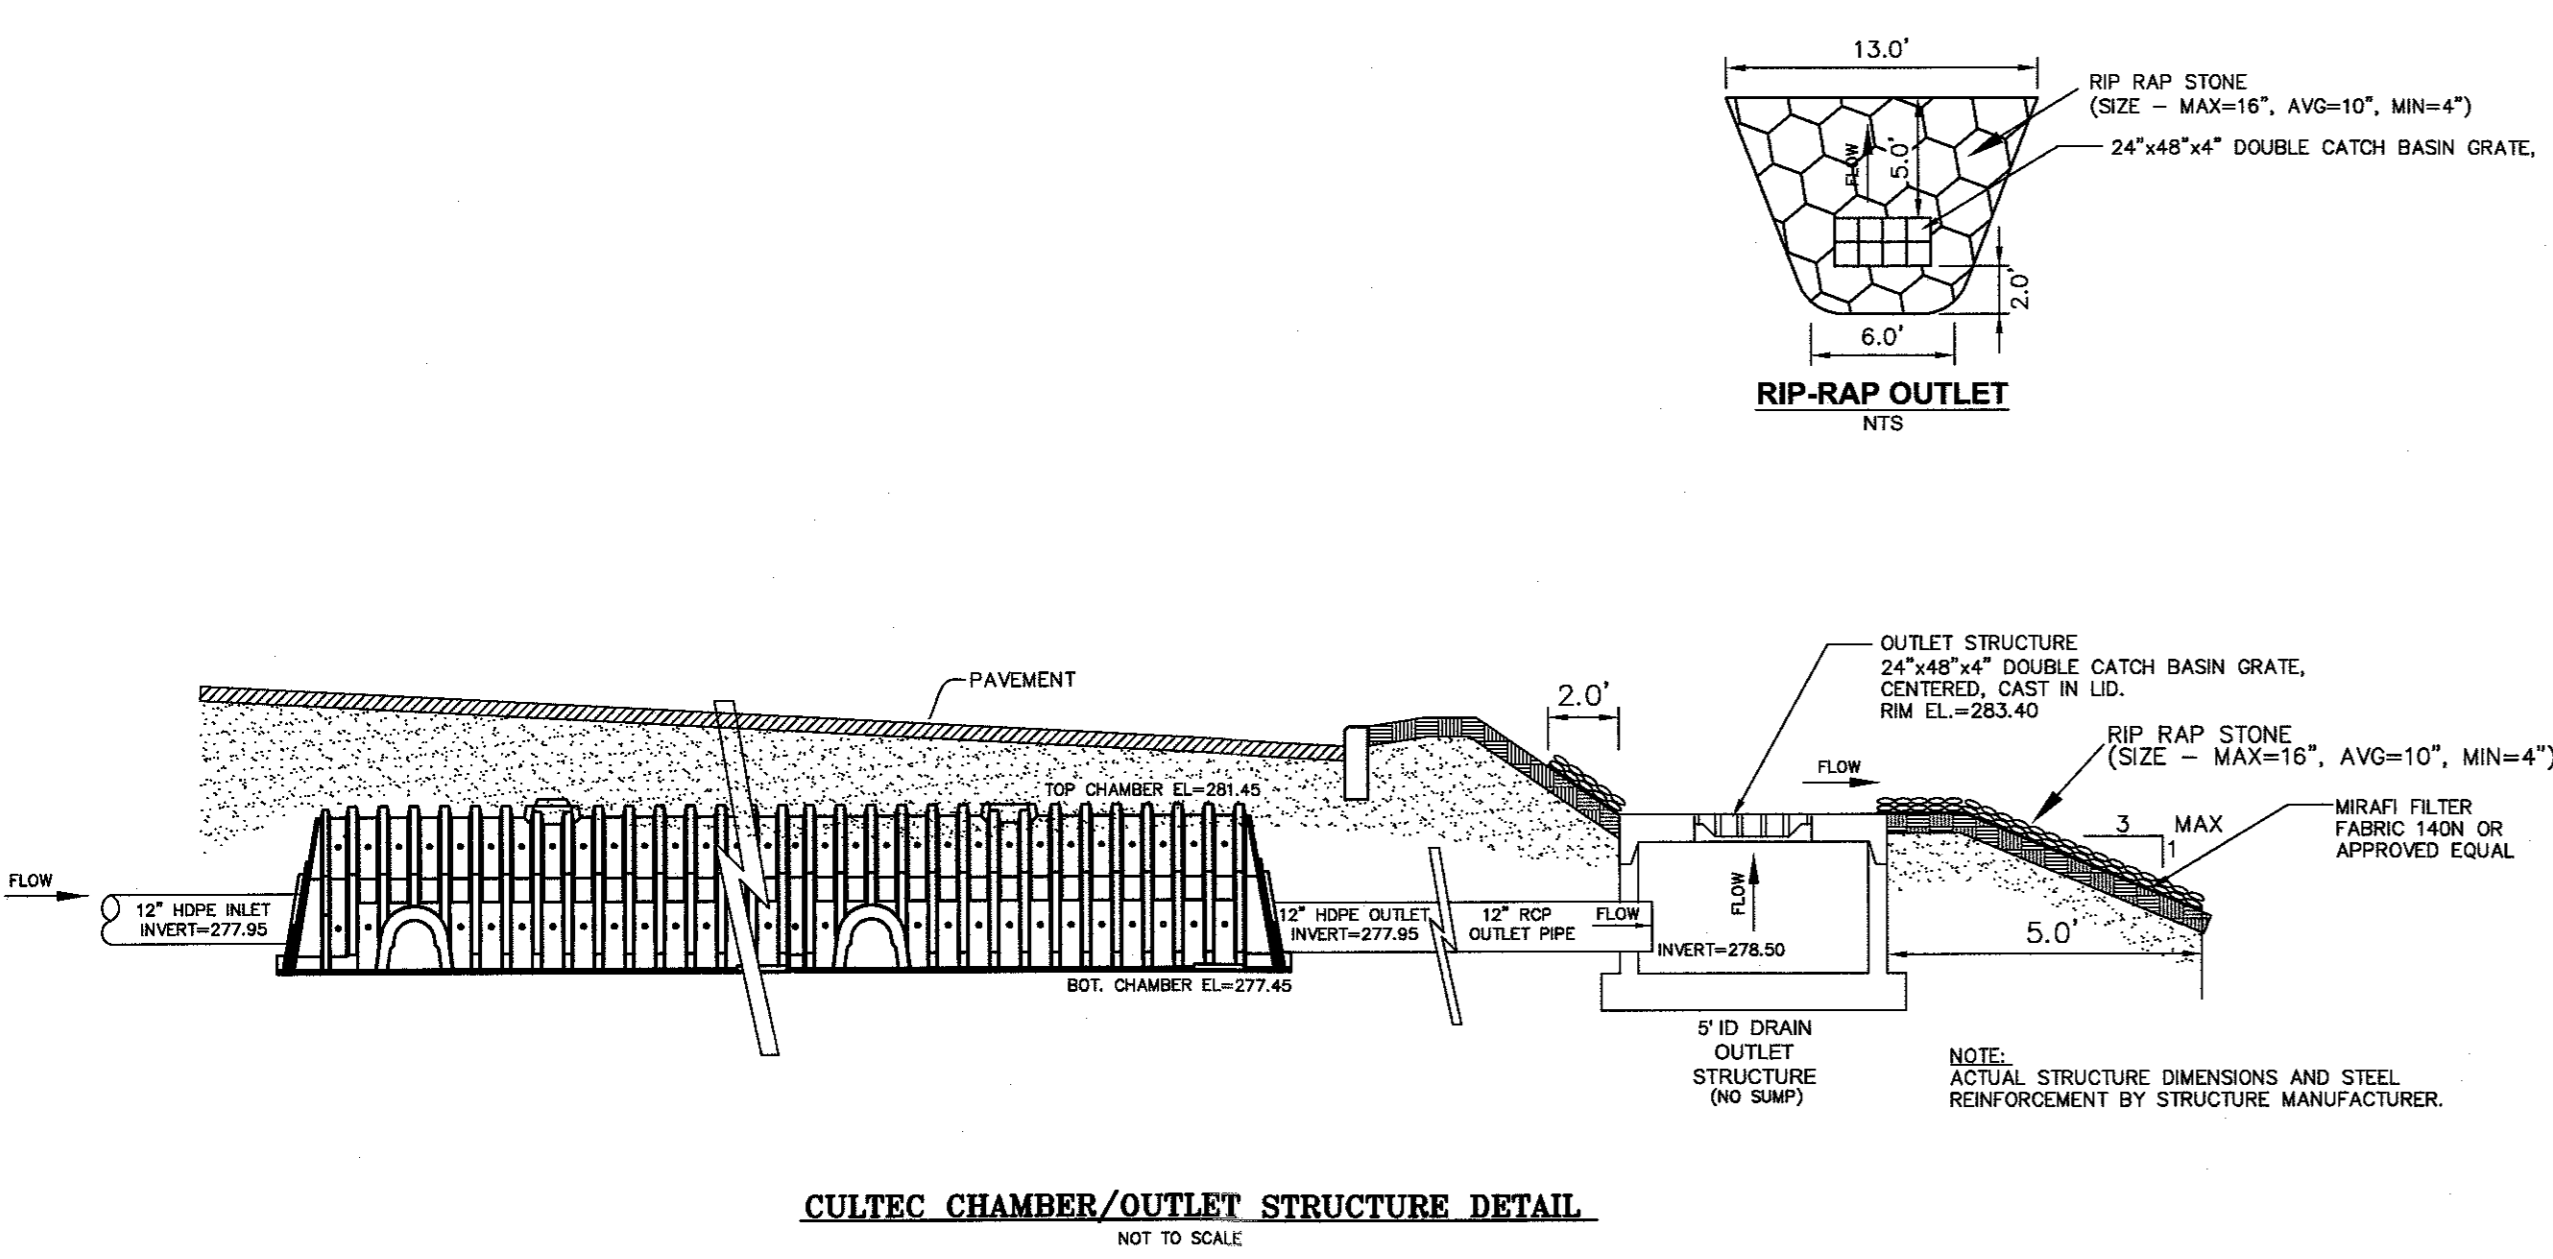 13.0'
RIP RAP STONE
(SIZE – MAX=16", AVG=10", MIN=4")
24"x48"x4" DOUBLE CATCH BASIN GRATE,
FLOW
5.0'
2.0'
6.0'
RIP-RAP OUTLET
NTS
OUTLET STRUCTURE
24"x48"x4" DOUBLE CATCH BASIN GRATE,
CENTERED, CAST IN LID.
RIM EL.=283.40
PAVEMENT
2.0'
RIP RAP STONE
(SIZE – MAX=16", AVG=10", MIN=4")
FLOW
TOP CHAMBER EL=281.45
MIRAFI FILTER
FABRIC 140N OR
APPROVED EQUAL
3
MAX
1
FLOW
12" HDPE INLET
INVERT=277.95
12" HDPE OUTLET
INVERT=277.95
12" RCP
OUTLET PIPE
FLOW
FLOW
INVERT=278.50
5.0'
BOT. CHAMBER EL=277.45
5' ID DRAIN
OUTLET
STRUCTURE
(NO SUMP)
NOTE:
ACTUAL STRUCTURE DIMENSIONS AND STEEL
REINFORCEMENT BY STRUCTURE MANUFACTURER.
CULTEC CHAMBER/OUTLET STRUCTURE DETAIL
NOT TO SCALE